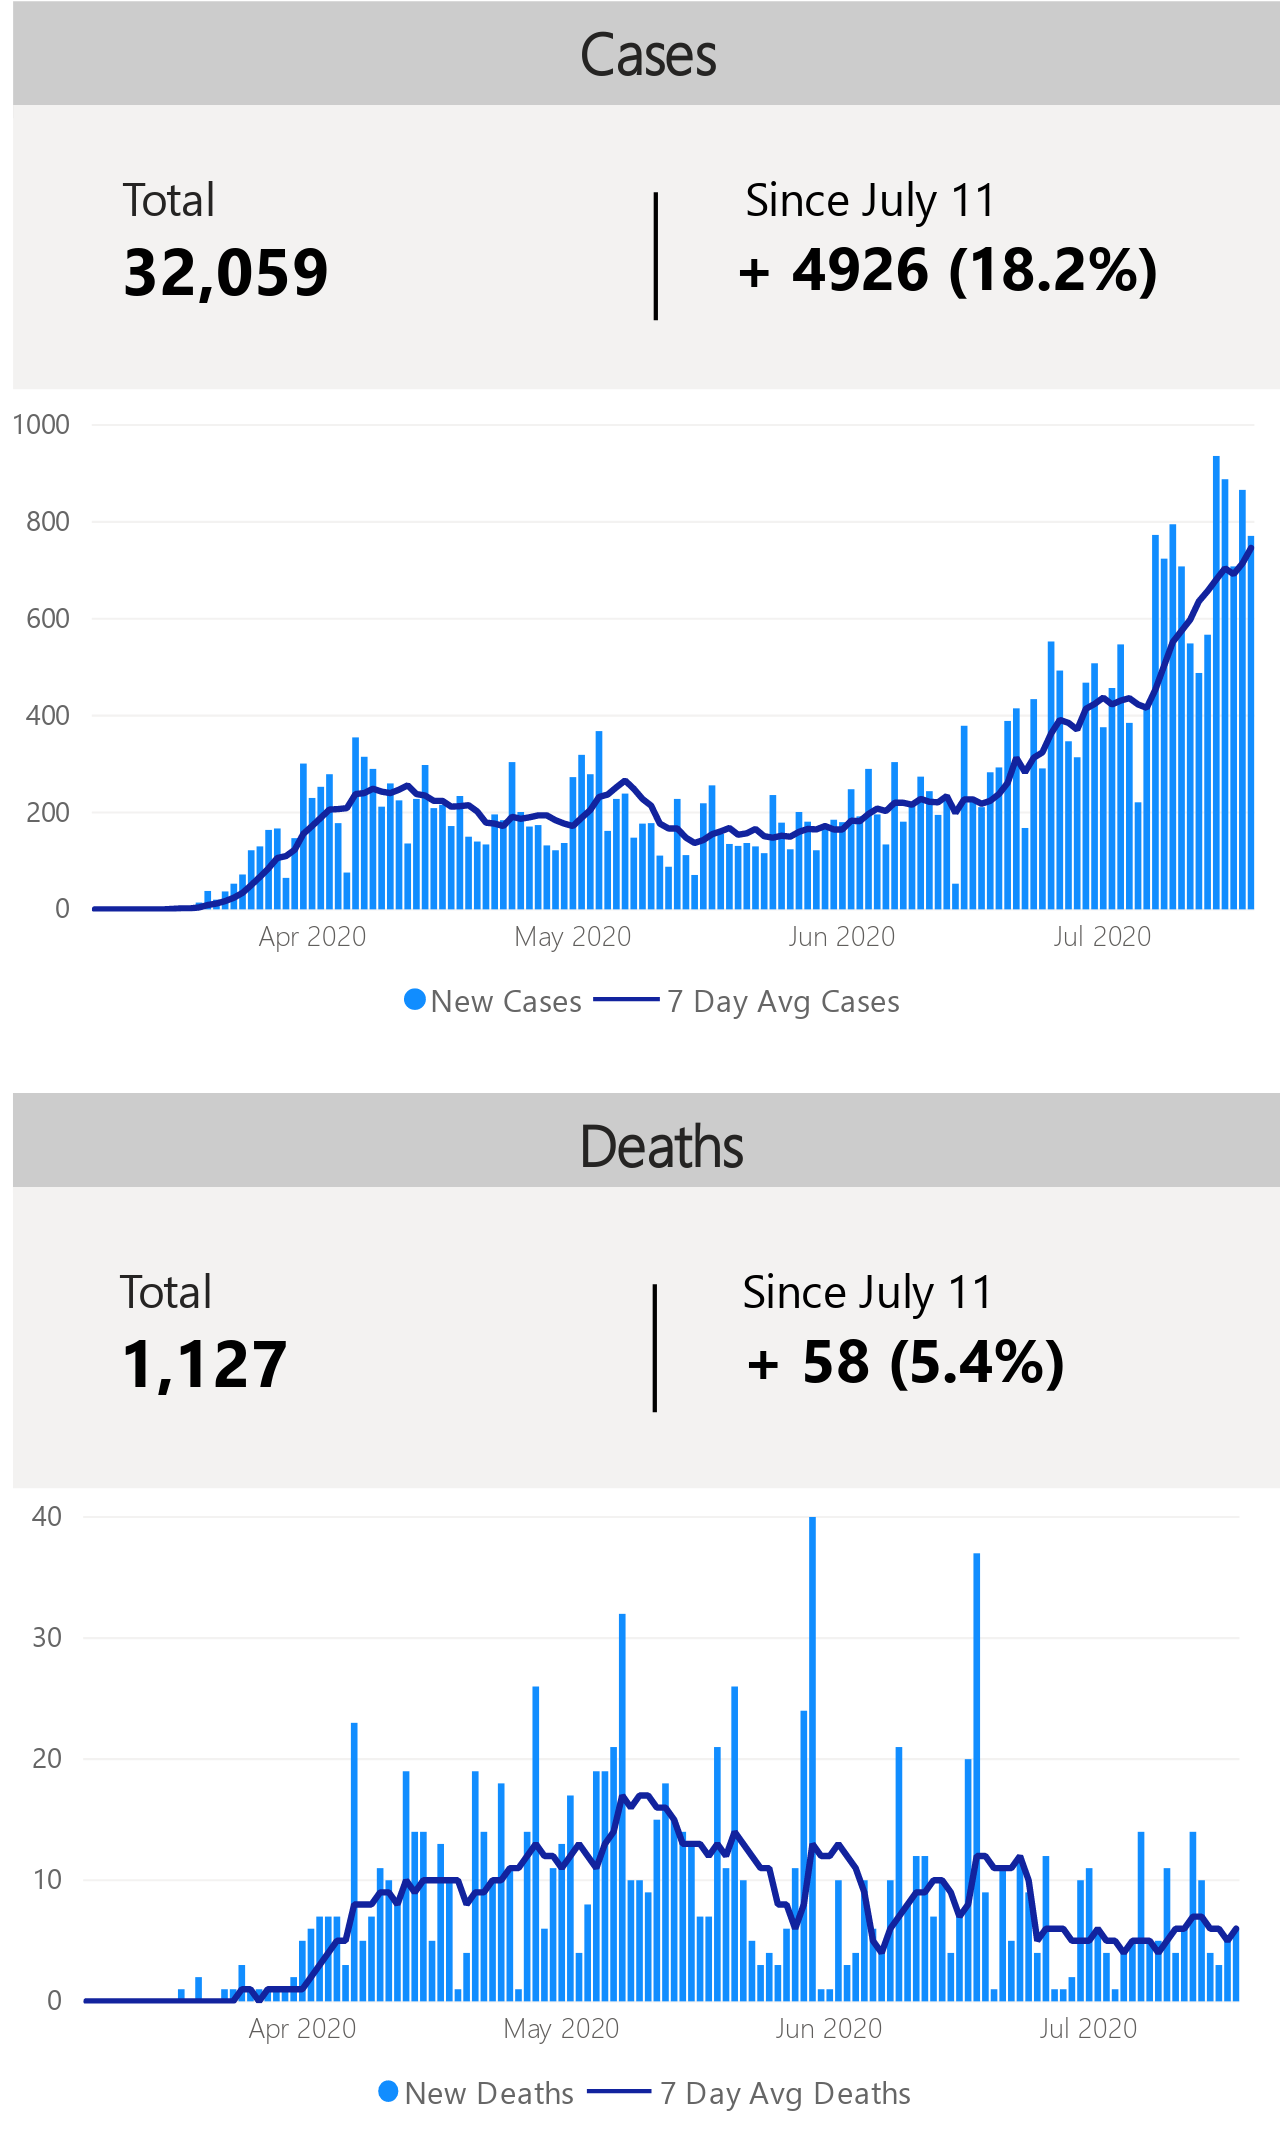 Cases
Total
Since July 11
32,059
+ 4926 (18.2%)
1000
800
600
400
200
0
Apr 2020
May 2020
Jun 2020
Jul 2020
New Cases
7 Day Avg Cases
Deaths
Total
Since July 11
1,127
+ 58 (5.4%)
40
30
20
10
0
Apr 2020
May 2020
Jun 2020
Jul 2020
New Deaths
7 Day Avg Deaths